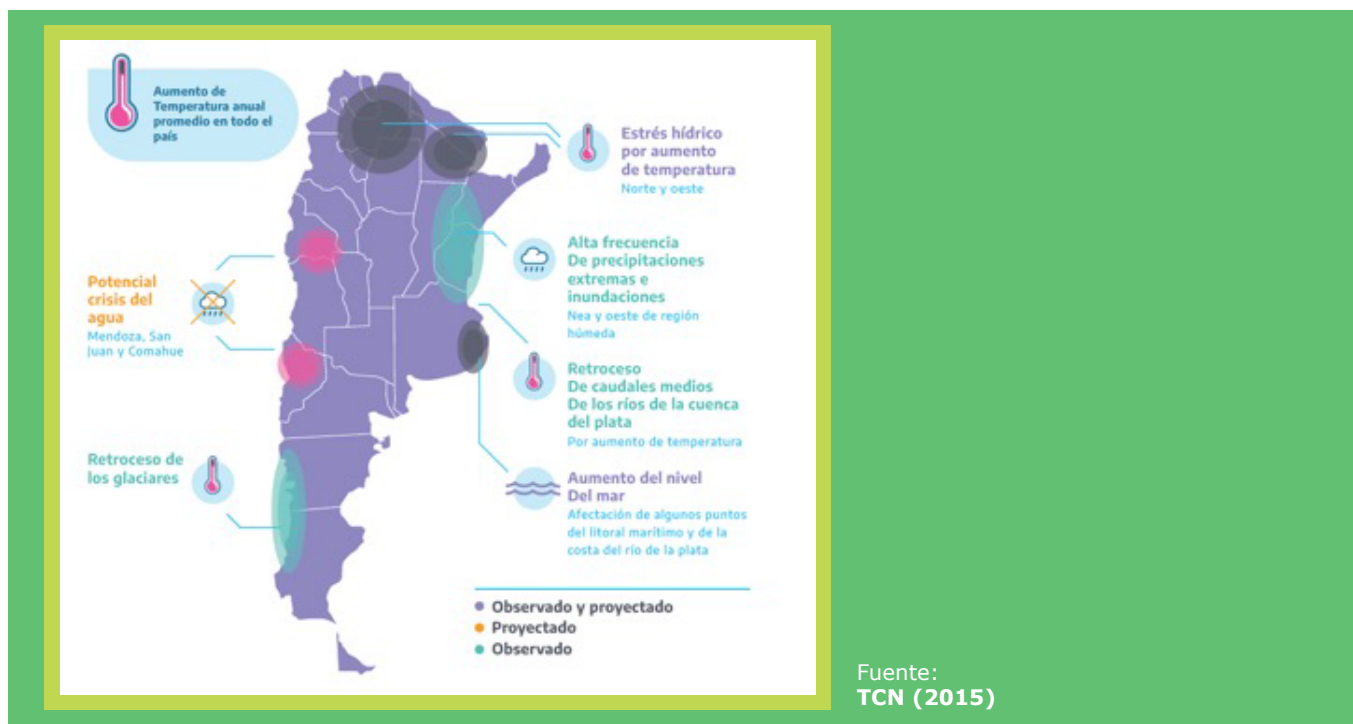 Aumento de
Temperatura anual
promedio en todo el
país
Estrés hídrico
por aumento
de temperatura
Norte y oeste
Alta frecuencia
De precipitaciones
extremas e
inundaciones
Nea y oeste de región
húmeda
Potencial
crisis del
agua
Mendoza, San
Juan y Comahue
Retroceso
De caudales medios
De los ríos de la cuenca
del plata
Por aumento de temperatura
Retroceso de
los glaciares
Aumento del nivel
Del mar
Afectación de algunos puntos
del litoral marítimo y de la
costa del río de la plata
Observado y proyectado
Proyectado
Observado
Fuente:
TCN (2015)